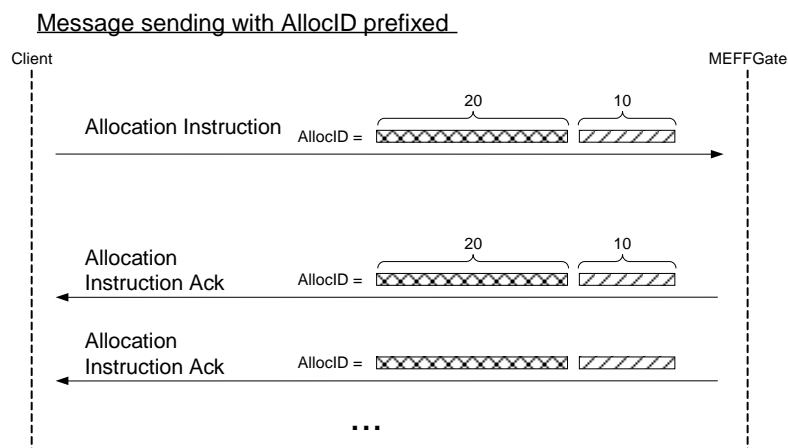 Message sending with AllocID prefixed
Client
MEFFGate
20 10
Allocation Instruction
AllocID =
20 10
Allocation
Instruction Ack
AllocID =
Allocation
Instruction Ack
AllocID =
...